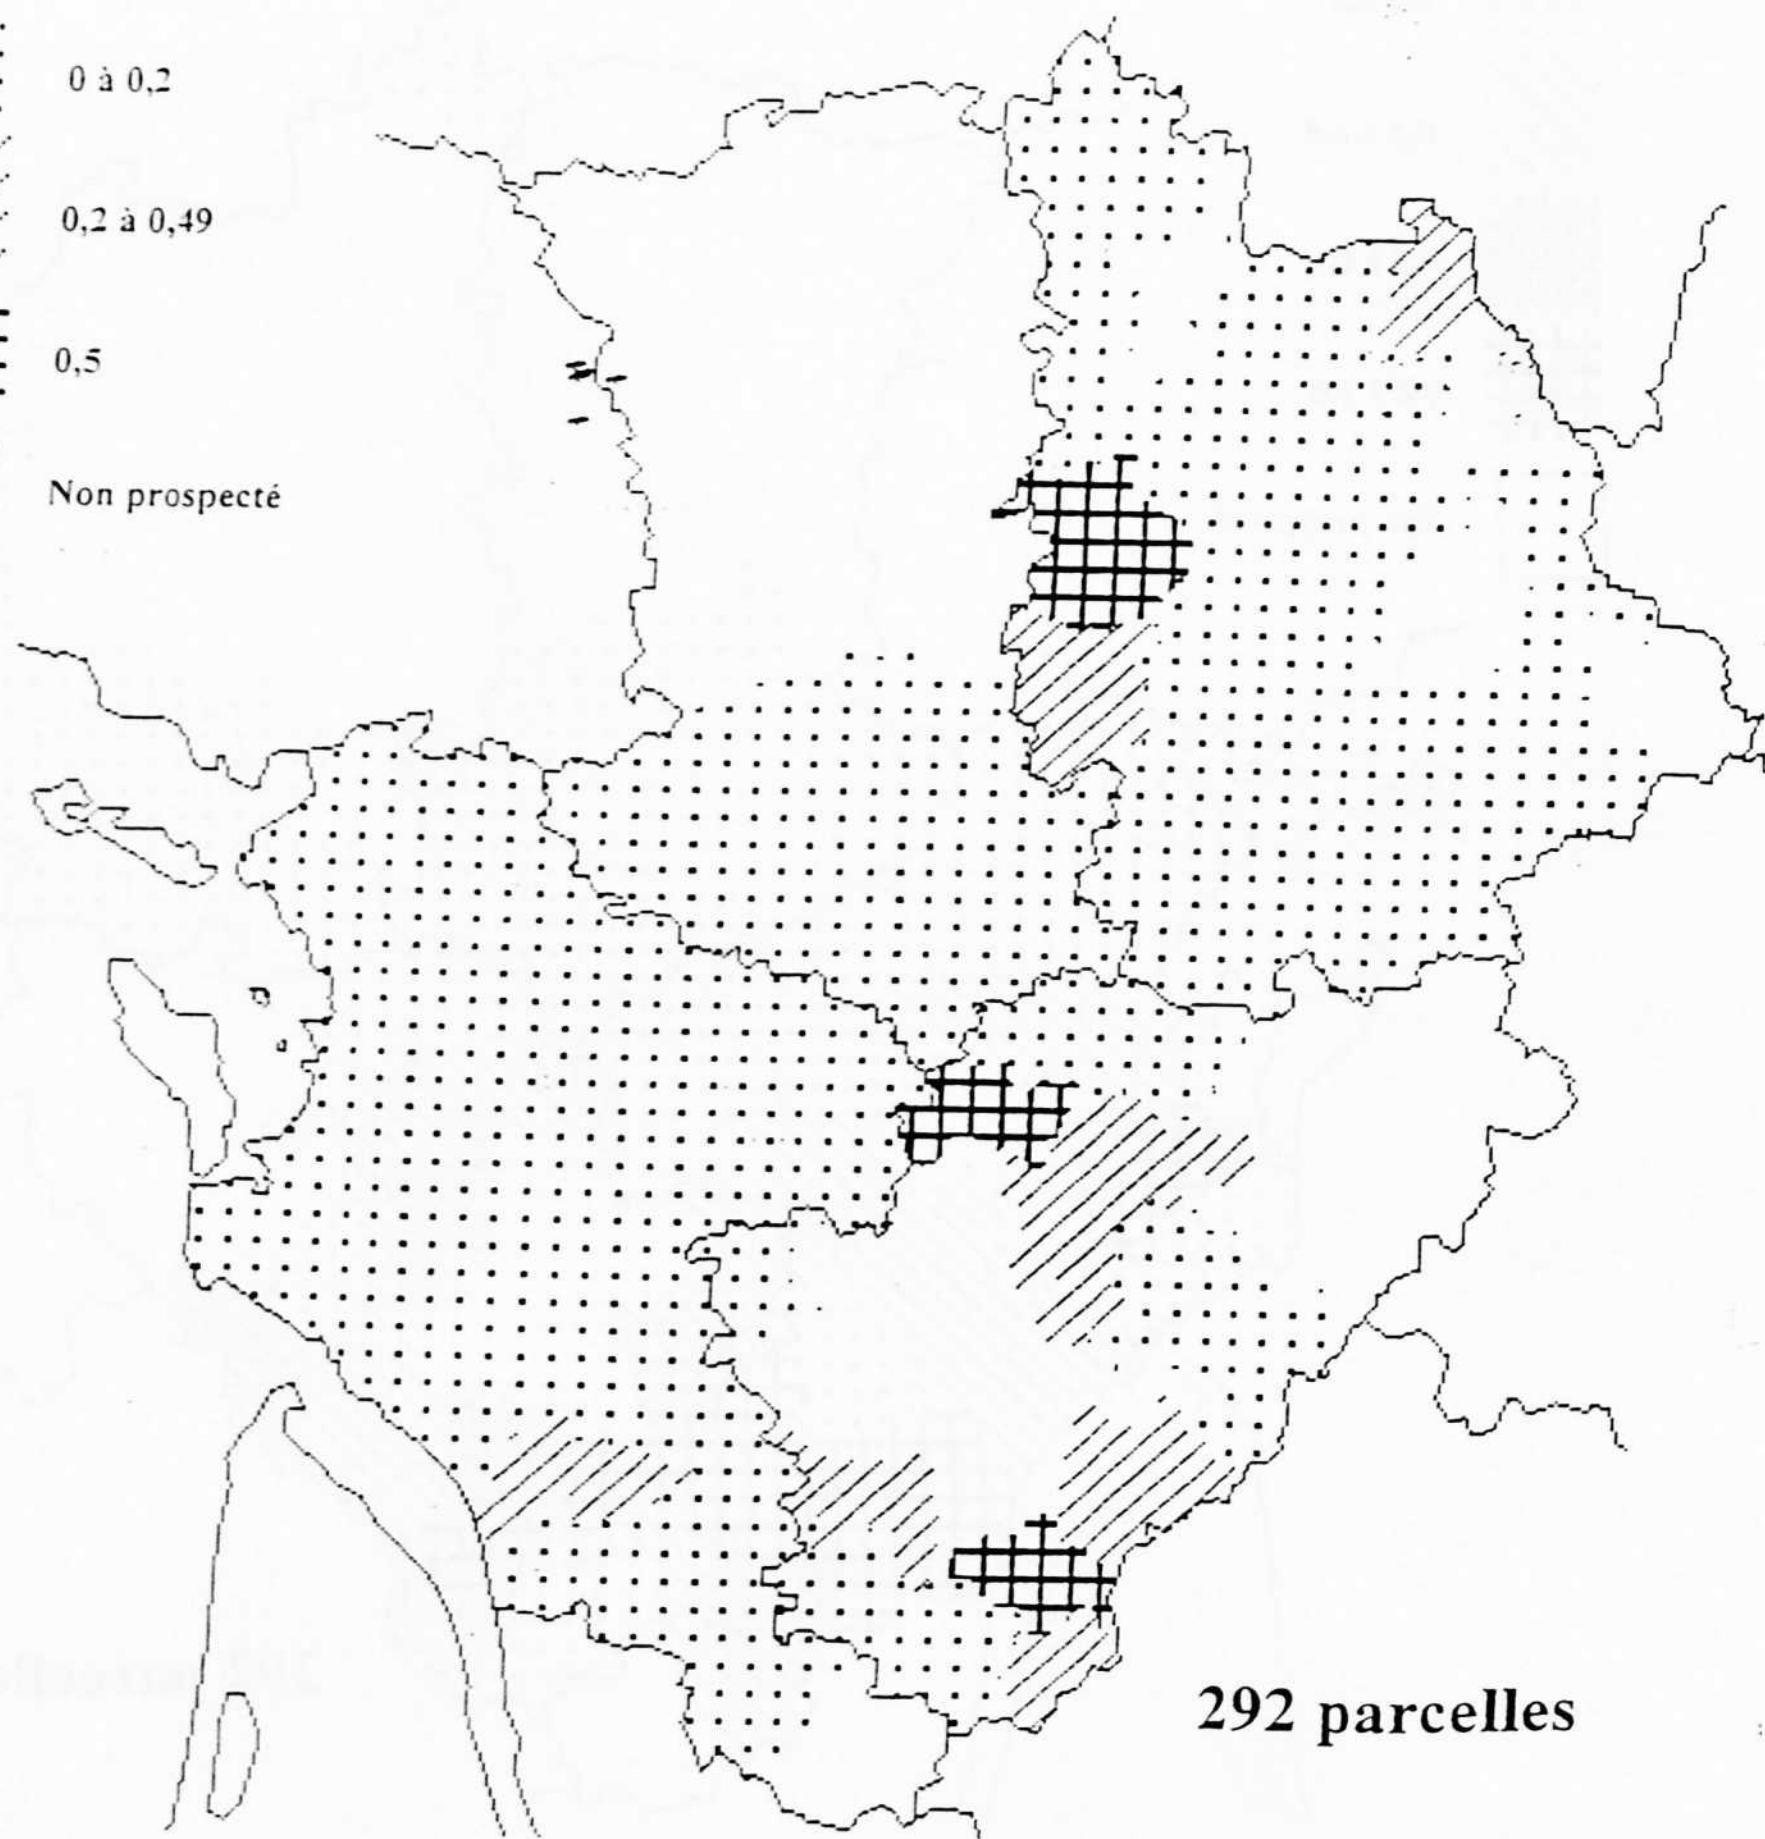 0 à 0,2
0,2 à 0,49
0,5
Non prospecté
292 parcelles